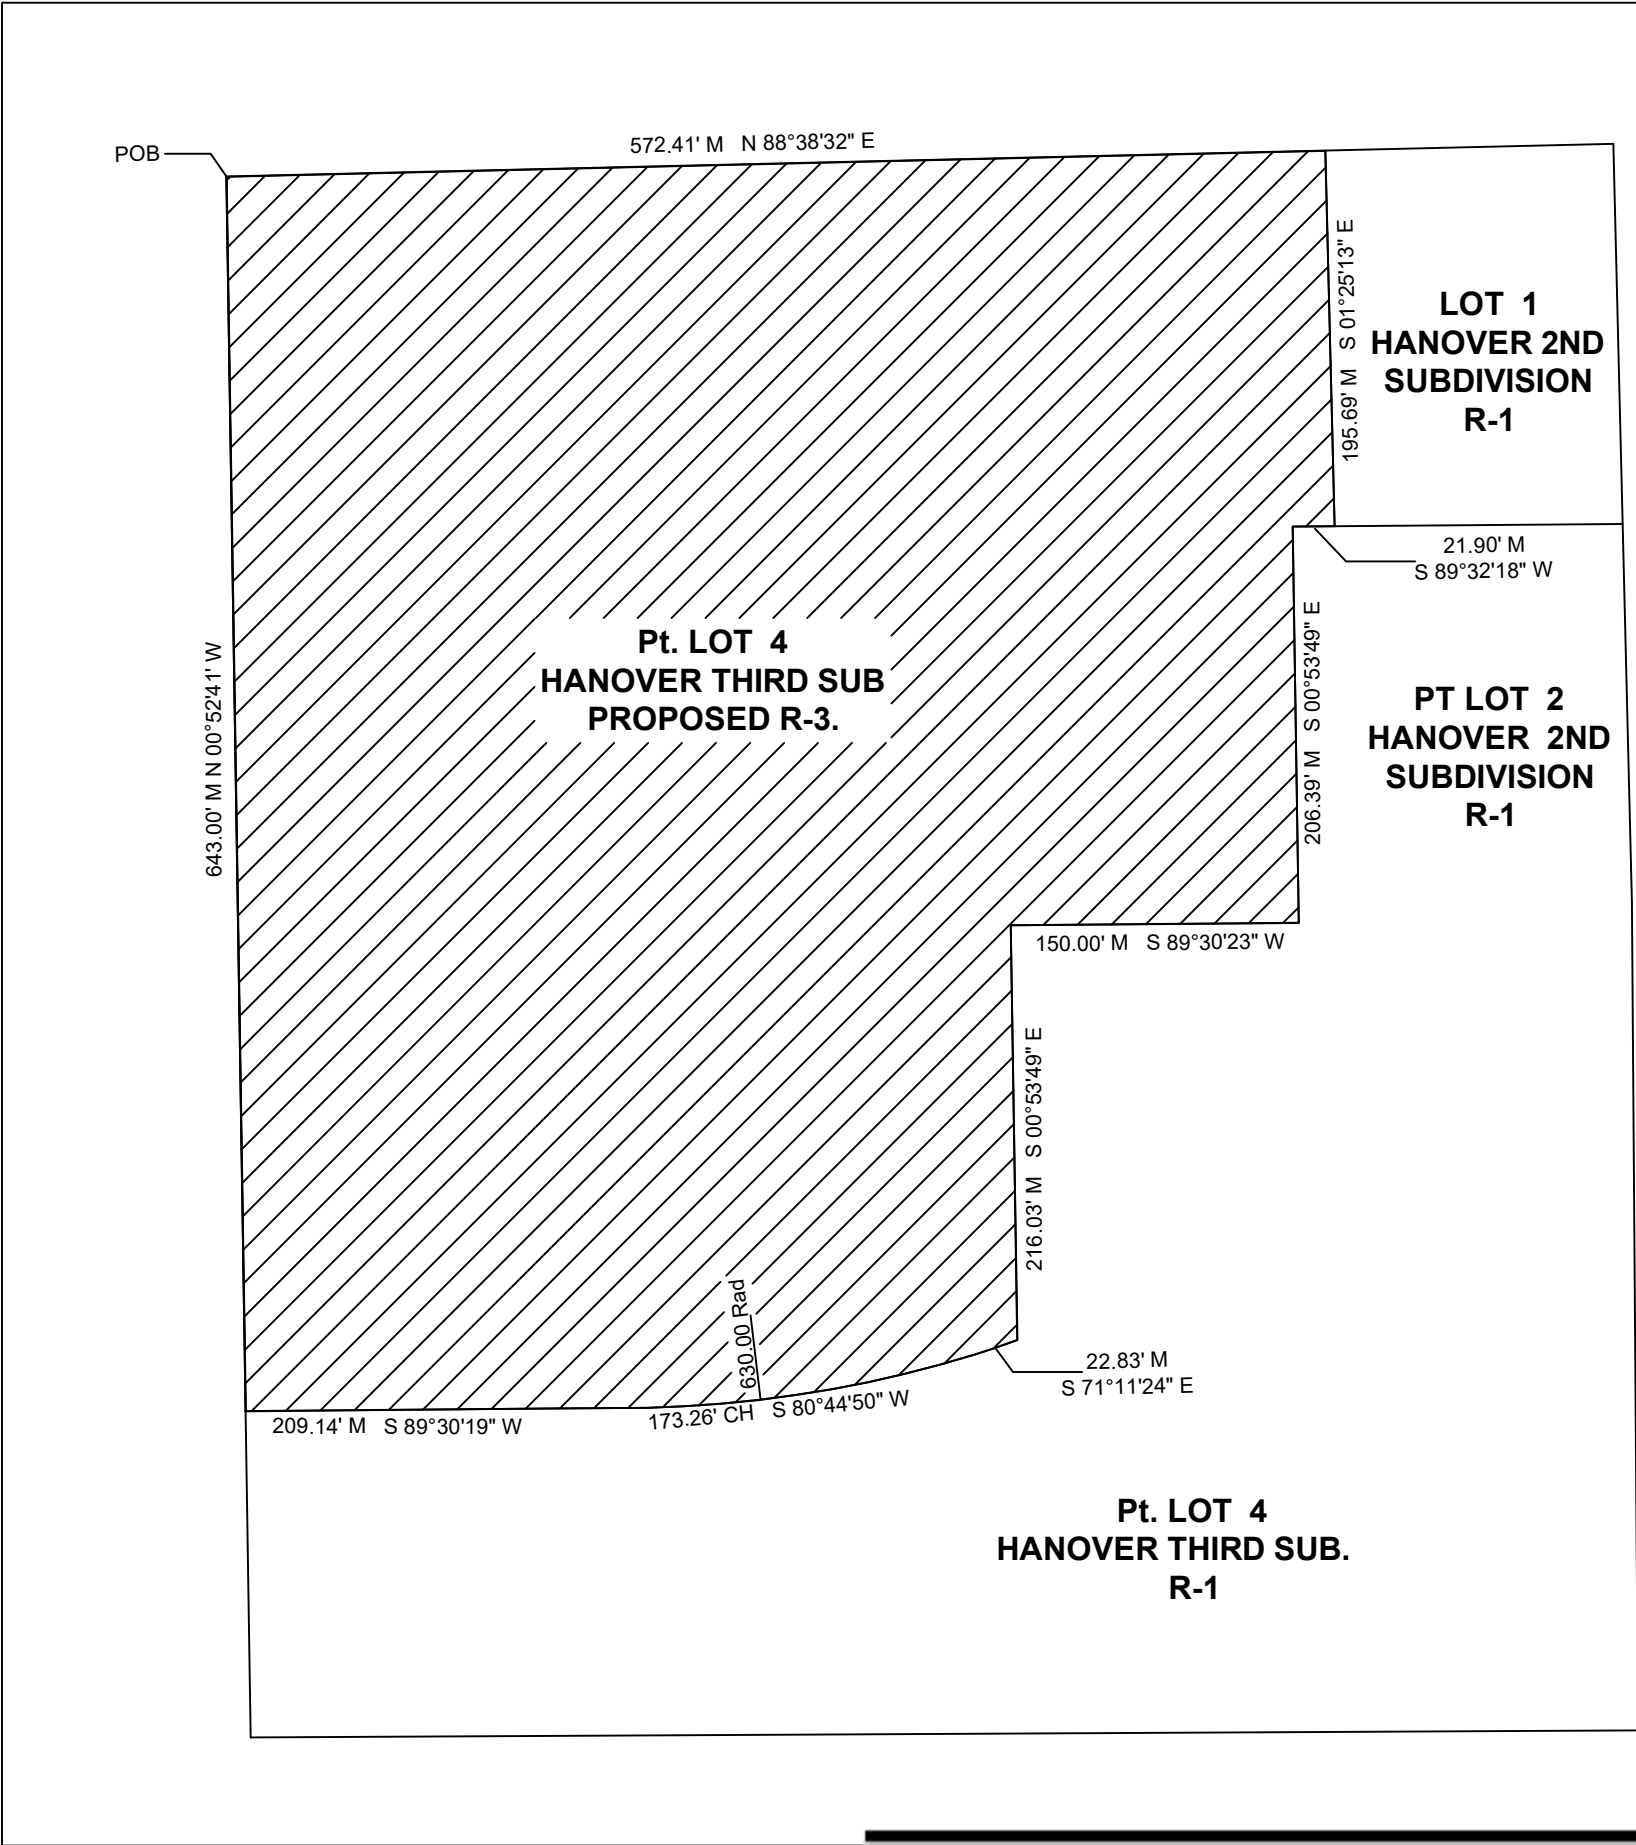 572.41' M   N 88°38'32" E
POB
195.69' M   S 01°25'13" E
LOT  1
HANOVER 2ND
SUBDIVISION
R-1
21.90' M
S 89°32'18" W
643.00' M N 00°52'41' W
Pt. LOT  4
HANOVER THIRD SUB
PROPOSED R-3.
206.39' M   S 00°53'49" E
PT LOT  2
HANOVER  2ND
SUBDIVISION
R-1
150.00' M   S 89°30'23" W
216.03' M   S 00°53'49" E
630.00 Rad
22.83' M
S 71°11'24" E
209.14' M   S 89°30'19" W
173.26' CH   S 80°44'50" W
Pt. LOT  4
HANOVER THIRD SUB.
R-1